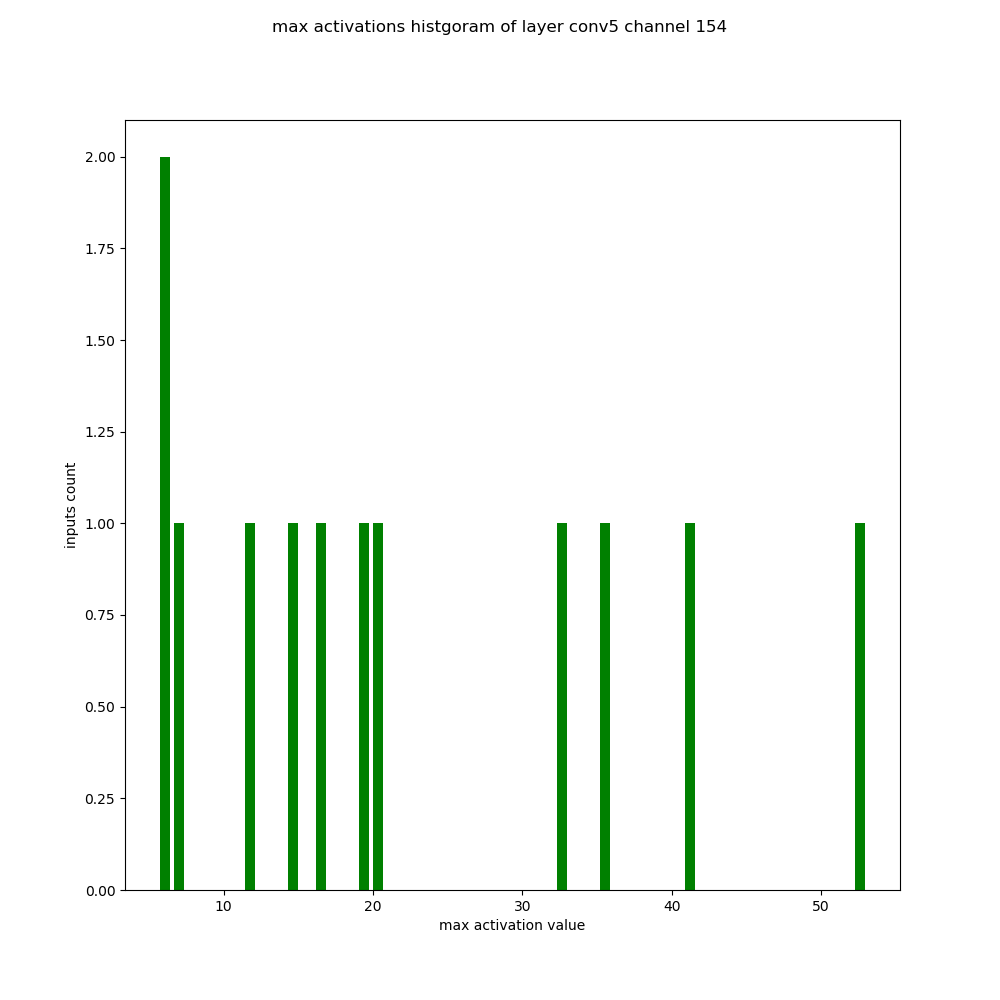 max activations histgoram of layer conv5 channel 154
2.00
1.75
1.50
1.25
1.00
0.75
0.50
0.25
0.00
inputs count
10 20 30 40 50
max activation value